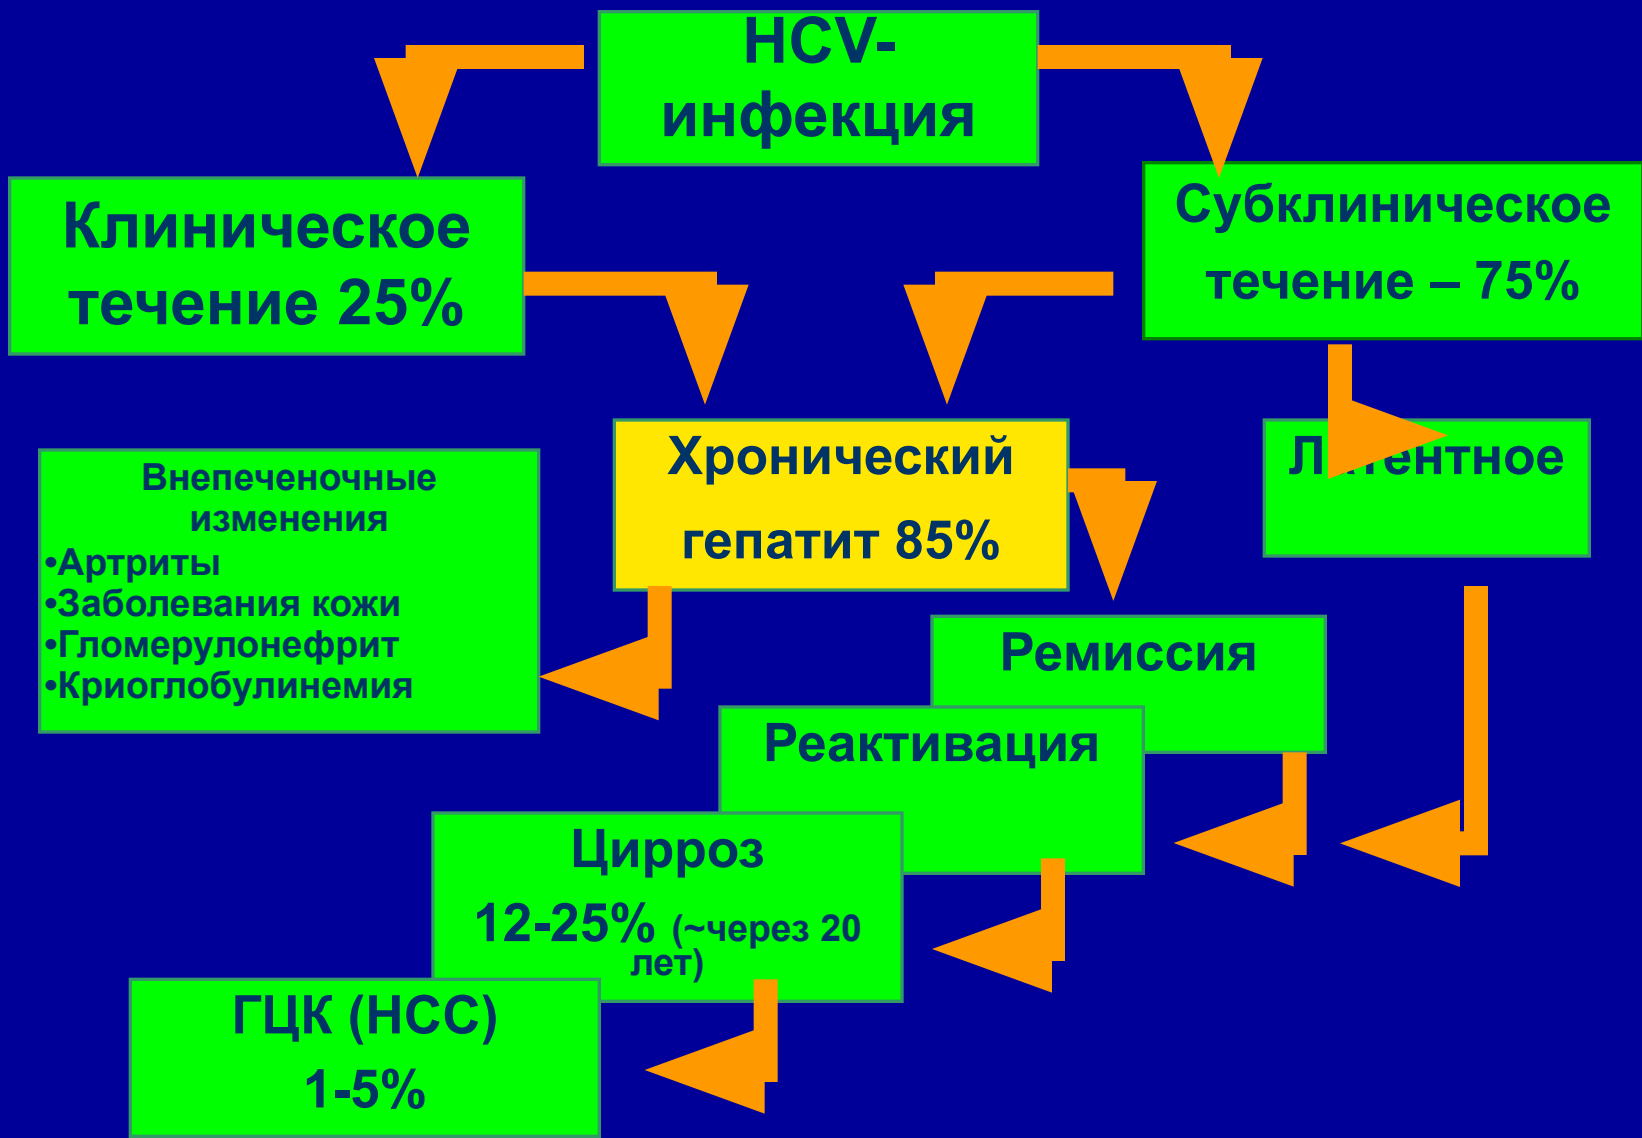 HCV-
инфекция
Клиническое
течение 25%
Субклиническое
течение – 75%
Хронический
гепатит 85%
Латентное
Внепеченочные
изменения
•Артриты
•Заболевания кожи
•Гломерулонефрит
•Криоглобулинемия
Ремиссия
Реактивация
Цирроз
12-25% (~через 20
лет)
ГЦК (HCC)
1-5%